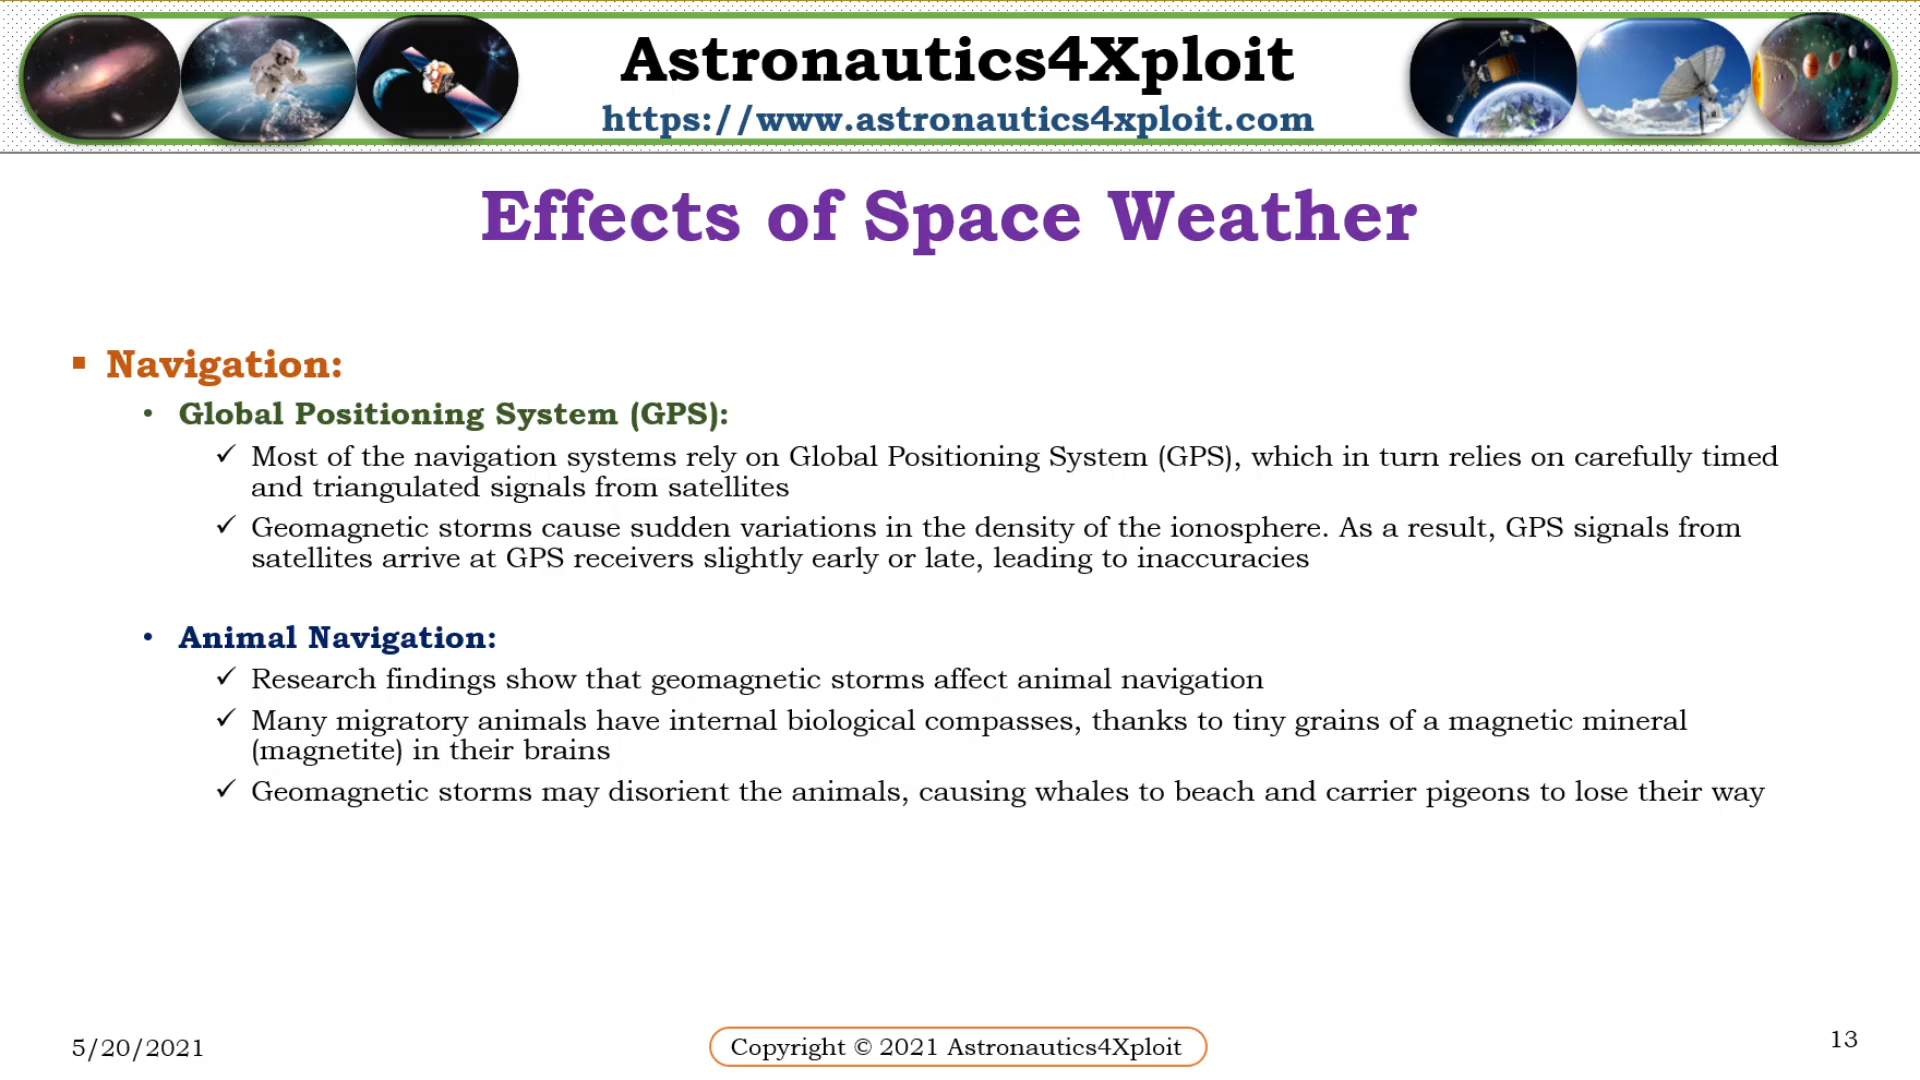 Astronautics4Xploit
https://www.astronautics4xploit.com
Effects of Space Weather
▪ Navigation:
• Global Positioning System (GPS):
✓ Most of the navigation systems rely on Global Positioning System (GPS), which in turn relies on carefully timed
and triangulated signals from satellites
✓ Geomagnetic storms cause sudden variations in the density of the ionosphere. As a result, GPS signals from
satellites arrive at GPS receivers slightly early or late, leading to inaccuracies
• Animal Navigation:
✓ Research findings show that geomagnetic storms affect animal navigation
✓ Many migratory animals have internal biological compasses, thanks to tiny grains of a magnetic mineral
(magnetite) in their brains
✓ Geomagnetic storms may disorient the animals, causing whales to beach and carrier pigeons to lose their way
5/20/2021
Copyright © 2021 Astronautics4Xploit
13